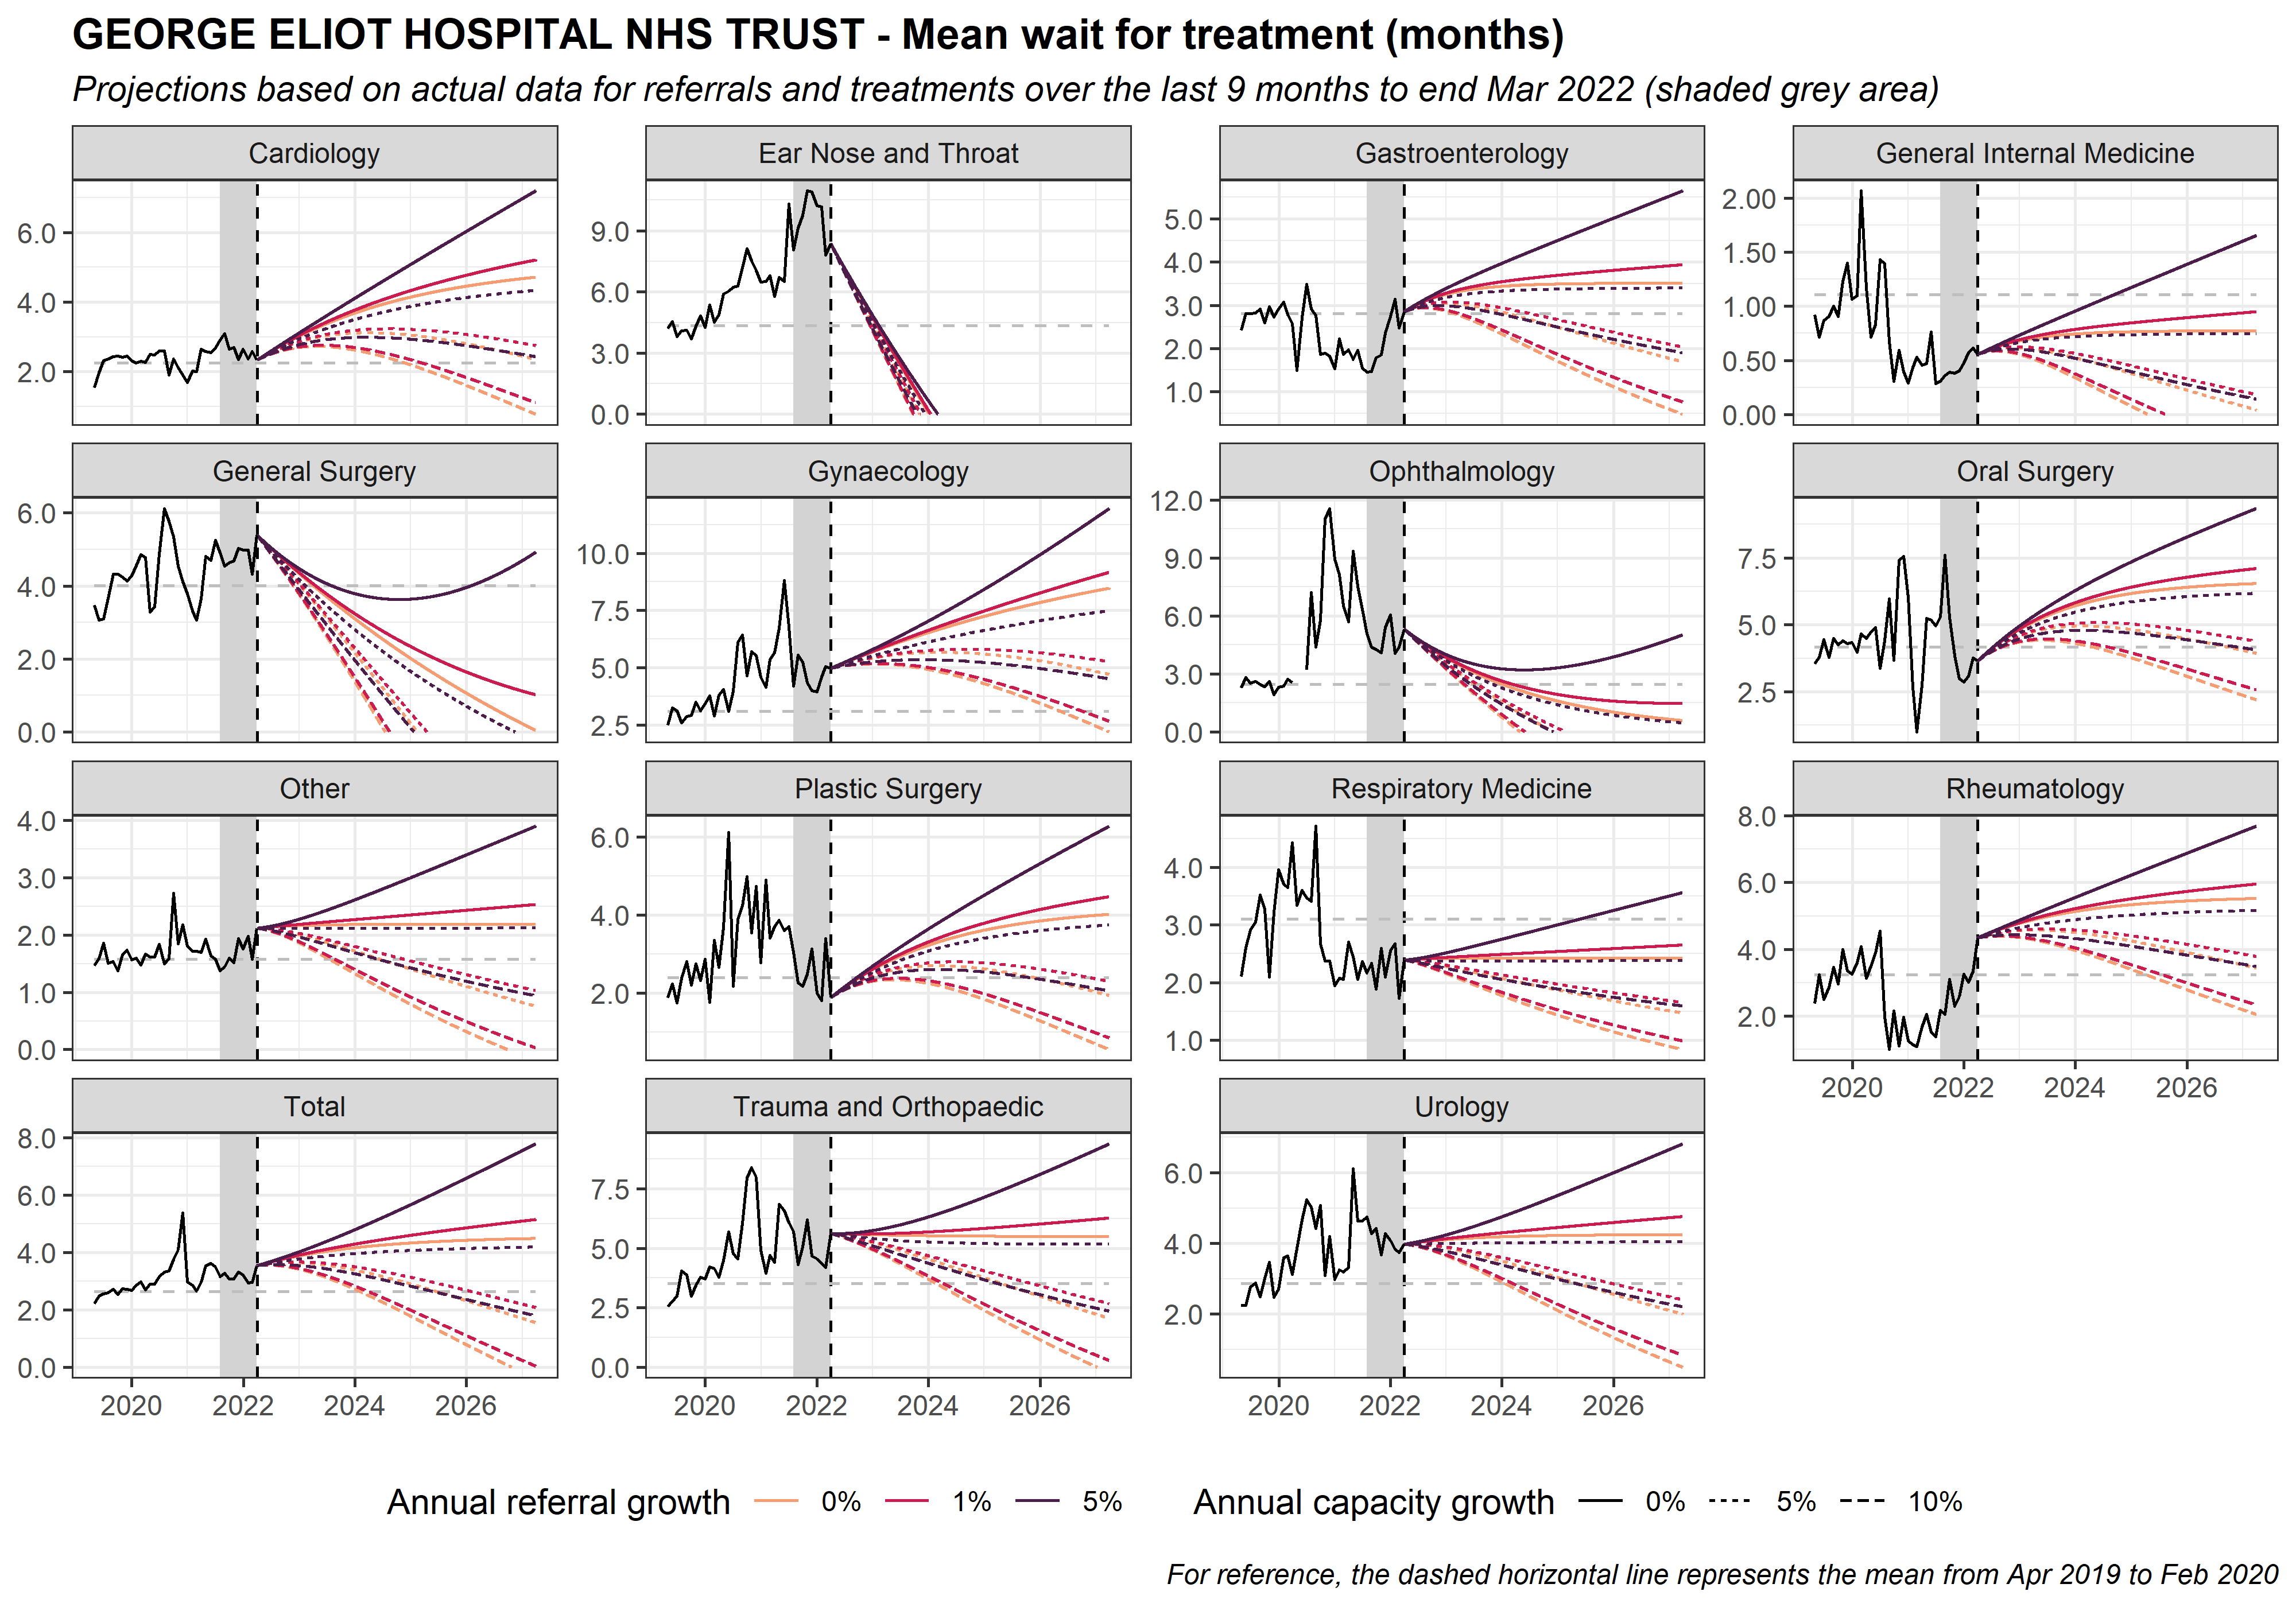 GEORGE ELIOT HOSPITAL NHS TRUST - Mean wait for treatment (months)
Projections based on actual data for referrals and treatments over the last 9 months to end Mar 2022 (shaded grey area)
Cardiology
6.0
4.0
2.0
Ear Nose and Throat
9.0
6.0
3.0
0.0
Gastroenterology
5.0
4.0
3.0
2.0
1.0
General Internal Medicine
2.00
1.50
1.00
0.50
0.00
General Surgery
6.0
4.0
2.0
0.0
Gynaecology
10.0
7.5
5.0
2.5
Ophthalmology
12.0
9.0
6.0
3.0
0.0
Oral Surgery
7.5
5.0
2.5
Other
4.0
3.0
2.0
1.0
0.0
Plastic Surgery
6.0
4.0
2.0
Respiratory Medicine
4.0
3.0
2.0
1.0
Rheumatology
8.0
6.0
4.0
2.0
2020 2022 2024 2026
Total
8.0
6.0
4.0
2.0
0.0
2020 2022 2024 2026
Trauma and Orthopaedic
7.5
5.0
2.5
0.0
2020 2022 2024 2026
Urology
6.0
4.0
2.0
2020 2022 2024 2026
Annual referral growth 0% 1% 5%
Annual capacity growth 0% 5% 10%
For reference, the dashed horizontal line represents the mean from Apr 2019 to Feb 2020